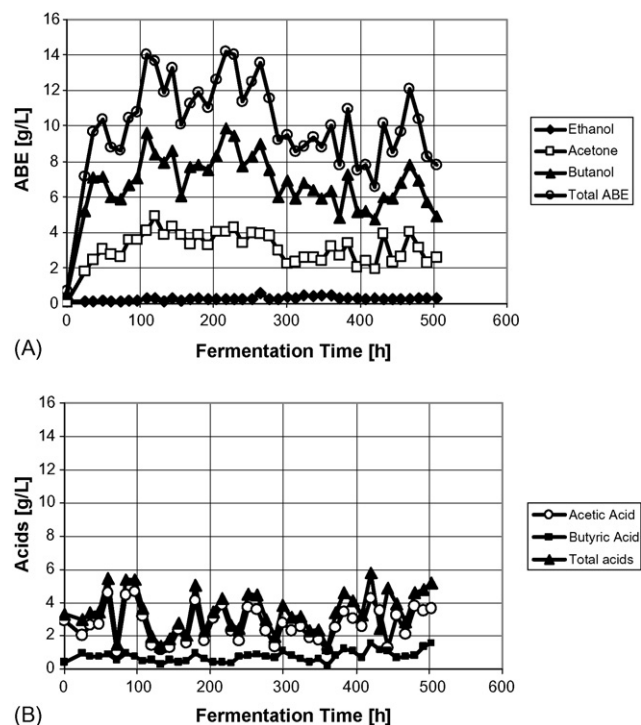 16
14
12
10
8
6
4
2
0
ABE [g/L]
0 100 200 300 400 500 600
Fermentation Time [h]
Ethanol
Acetone
Butanol
Total ABE
(A)
16
14
12
10
8
6
4
2
0
Acids [g/L]
0 100 200 300 400 500 600
Fermentation Time [h]
Acetic Acid
Butyric Acid
Total acids
(B)